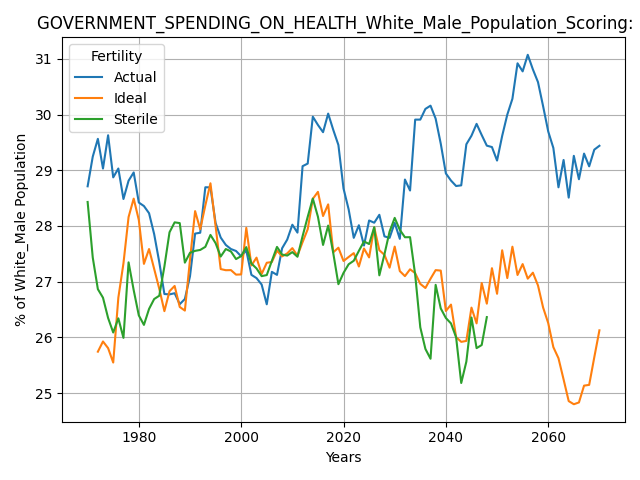 GOVERNMENT_SPENDING_ON_HEALTH_White_Male_Population_Scoring:
Fertility
Actual
Ideal
Sterile
% of White_Male Population
31
30
29
28
27
26
25
1980
2000
2020
2040
2060
Years